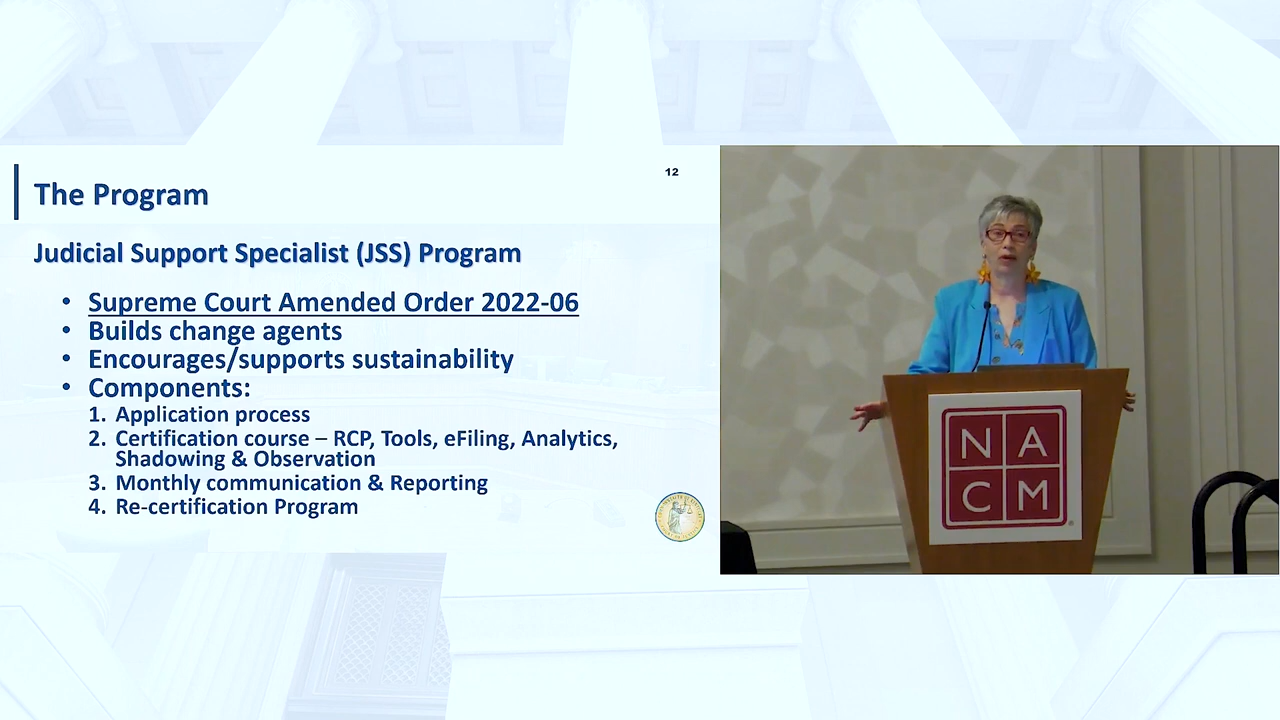 12
The Program
Judicial Support Specialist (JSS) Program
• Supreme Court Amended Order 2022-06
• Builds change agents
• Encourages/supports sustainability
• Components:
1. Application process
2. Certification course – RCP, Tools, eFiling, Analytics,
Shadowing & Observation
3. Monthly communication & Reporting
4. Re-certification Program
N A
C M